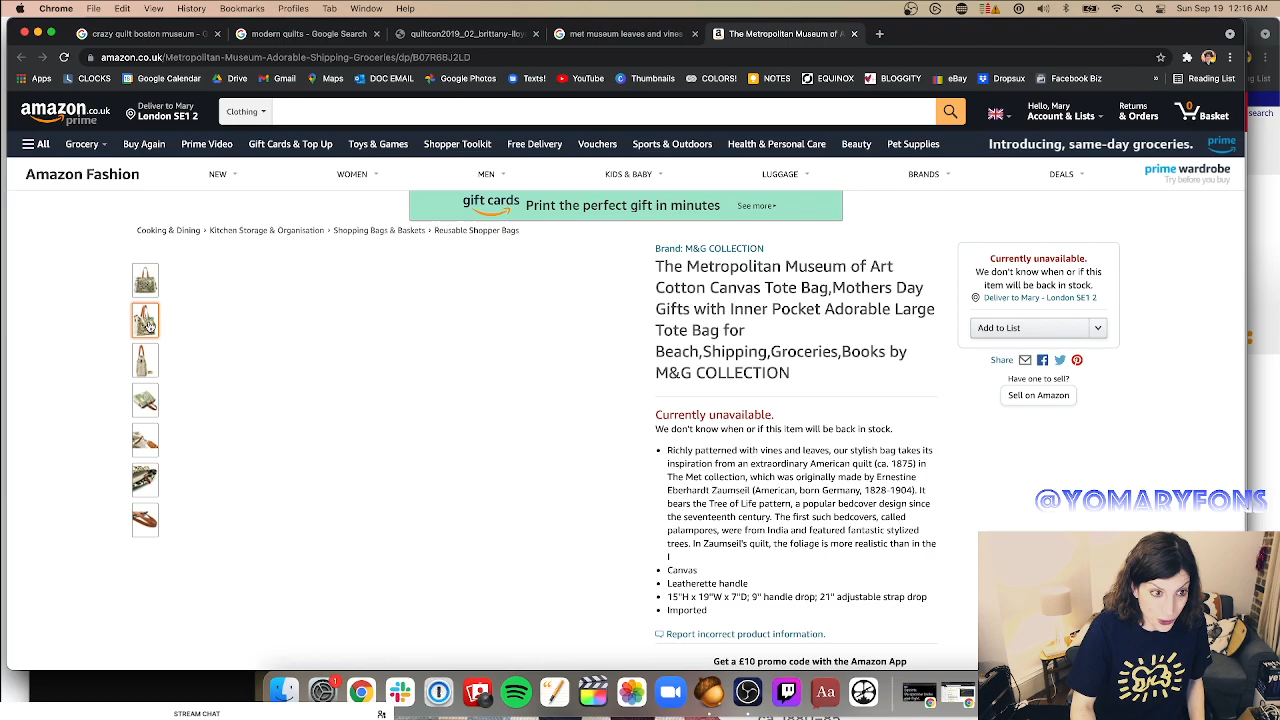 Chrome File Edit View History Bookmarks Profiles Tab Window Help
Sun Jan 9 1:16 AM
crazy quilt boston museum - G
modern quilts - Google Search
quiltcon2019_02_brittany-lloy
met museum leaves and vines
The Metropolitan Museum of A
amazon.co.uk/Metropolitan-Museum-Adorable-Shipping-Groceries/dp/B07R68J2LD
Apps CLOCKS Google Calendar Drive Gmail Maps DOC EMAIL Google Photos Texts! YouTube Thumbnails COLORS! NOTES EQUINOX BLOGGITY eBay Dropsux Facebook Biz » Reading List
amazon.co.uk
prime
Deliver to Mary
London SE1 2
Clothing
Hello, Mary
Account & Lists
Returns
& Orders
0
Basket
search
All Grocery Buy Again Prime Video Gift Cards & Top Up Toys & Games Shopper Toolkit Free Delivery Vouchers Sports & Outdoors Health & Personal Care Beauty Pet Supplies
Introducing, same-day groceries. prime
Amazon Fashion NEW WOMEN MEN KIDS & BABY LUGGAGE BRANDS DEALS
prime wardrobe
Try before you buy
gift cards Print the perfect gift in minutes See more
Cooking & Dining › Kitchen Storage & Organisation › Shopping Bags & Baskets › Reusable Shopper Bags
Brand: M&G COLLECTION
The Metropolitan Museum of Art
Cotton Canvas Tote Bag,Mothers Day
Gifts with Inner Pocket Adorable Large
Tote Bag for
Beach,Shipping,Groceries,Books by
M&G COLLECTION
Currently unavailable.
We don't know when or if this item will be back in stock.
• Richly patterned with vines and leaves, our stylish bag takes its
inspiration from an extraordinary American quilt (ca. 1875) in
The Met collection, which was originally made by Ernestine
Eberhardt Zaumseil (American, born Germany, 1828-1904). It
bears the Tree of Life pattern, a popular bedcover design since
the seventeenth century. The first such bedcovers, called
palampores, were from India and featured fantastic stylized
trees. In Zaumseil's quilt, the foliage is more realistic than in the
I
• Canvas
• Leatherette handle
• 15"H x 19"W x 7"D; 9" handle drop; 21" adjustable strap drop
• Imported
Report incorrect product information.
Get a £10 promo code with the Amazon App
Currently unavailable.
We don't know when or if this
item will be back in stock.
Deliver to Mary - London SE1 2
Add to List
Share
Have one to sell?
Sell on Amazon
@YOMARYFONS
1
Aa
STREAM CHAT